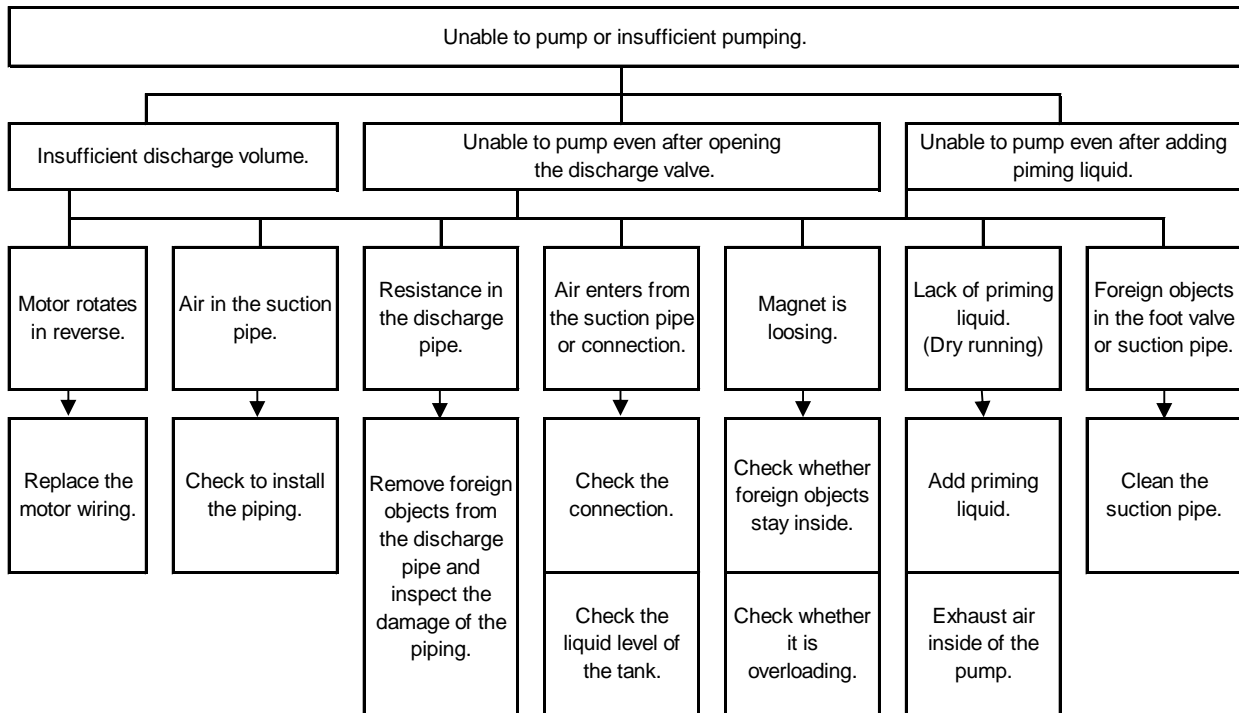 Unable to pump or insufficient pumping.
Insufficient discharge volume.
Unable to pump even after opening
the discharge valve.
Unable to pump even after adding
piming liquid.
Motor rotates
in reverse.
Air in the suction
pipe.
Resistance in
the discharge
pipe.
Air enters from
the suction pipe
or connection.
Magnet is
loosing.
Lack of priming
liquid.
(Dry running)
Foreign objects
in the foot valve
or suction pipe.
Replace the
motor wiring.
Check to install
the piping.
Remove foreign
objects from
the discharge
pipe and
inspect the
damage of the
piping.
Check the
connection.
Check whether
foreign objects
stay inside.
Add priming
liquid.
Clean the
suction pipe.
Check the
liquid level of
the tank.
Check whether
it is
overloading.
Exhaust air
inside of the
pump.